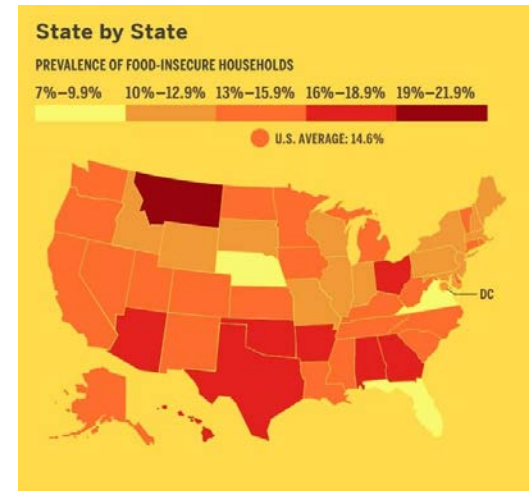 State by State
PREVALENCE OF FOOD-INSECURE HOUSEHOLDS
7%–9.9% 10%–12.9% 13%–15.9% 16%–18.9% 19%–21.9%
U.S. AVERAGE: 14.6%
DC